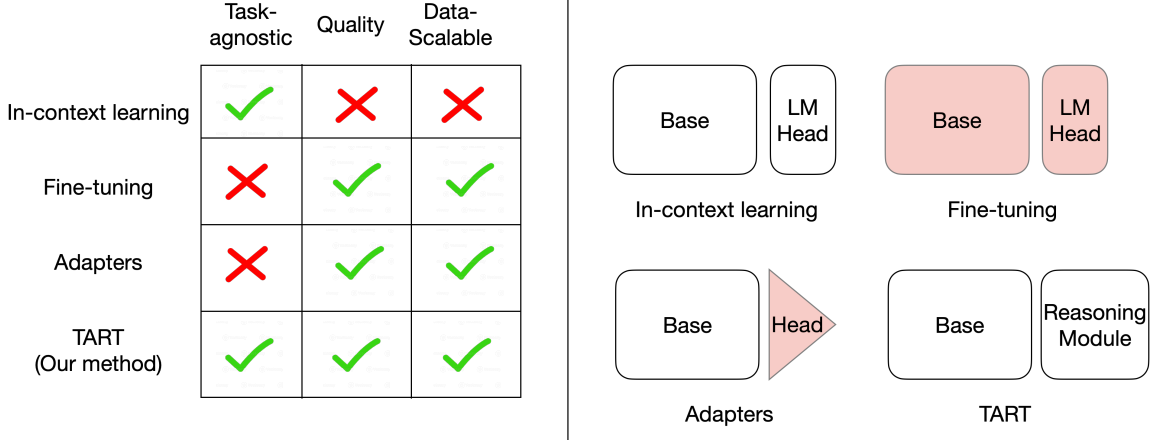 Task-
agnostic
Quality
Data-
Scalable
In-context learning
Fine-tuning
Adapters
TART
(Our method)
Base
LM
Head
In-context learning
Base
LM
Head
Fine-tuning
Base
Head
Adapters
Base
Reasoning
Module
TART